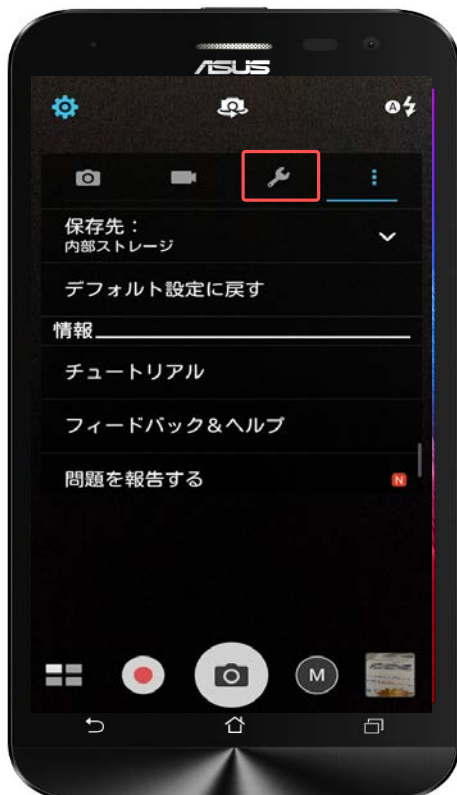 ASUS
A
保存先：
内部ストレージ
デフォルト設定に戻す
情報
チュートリアル
フィードバック＆ヘルプ
問題を報告する
N
M